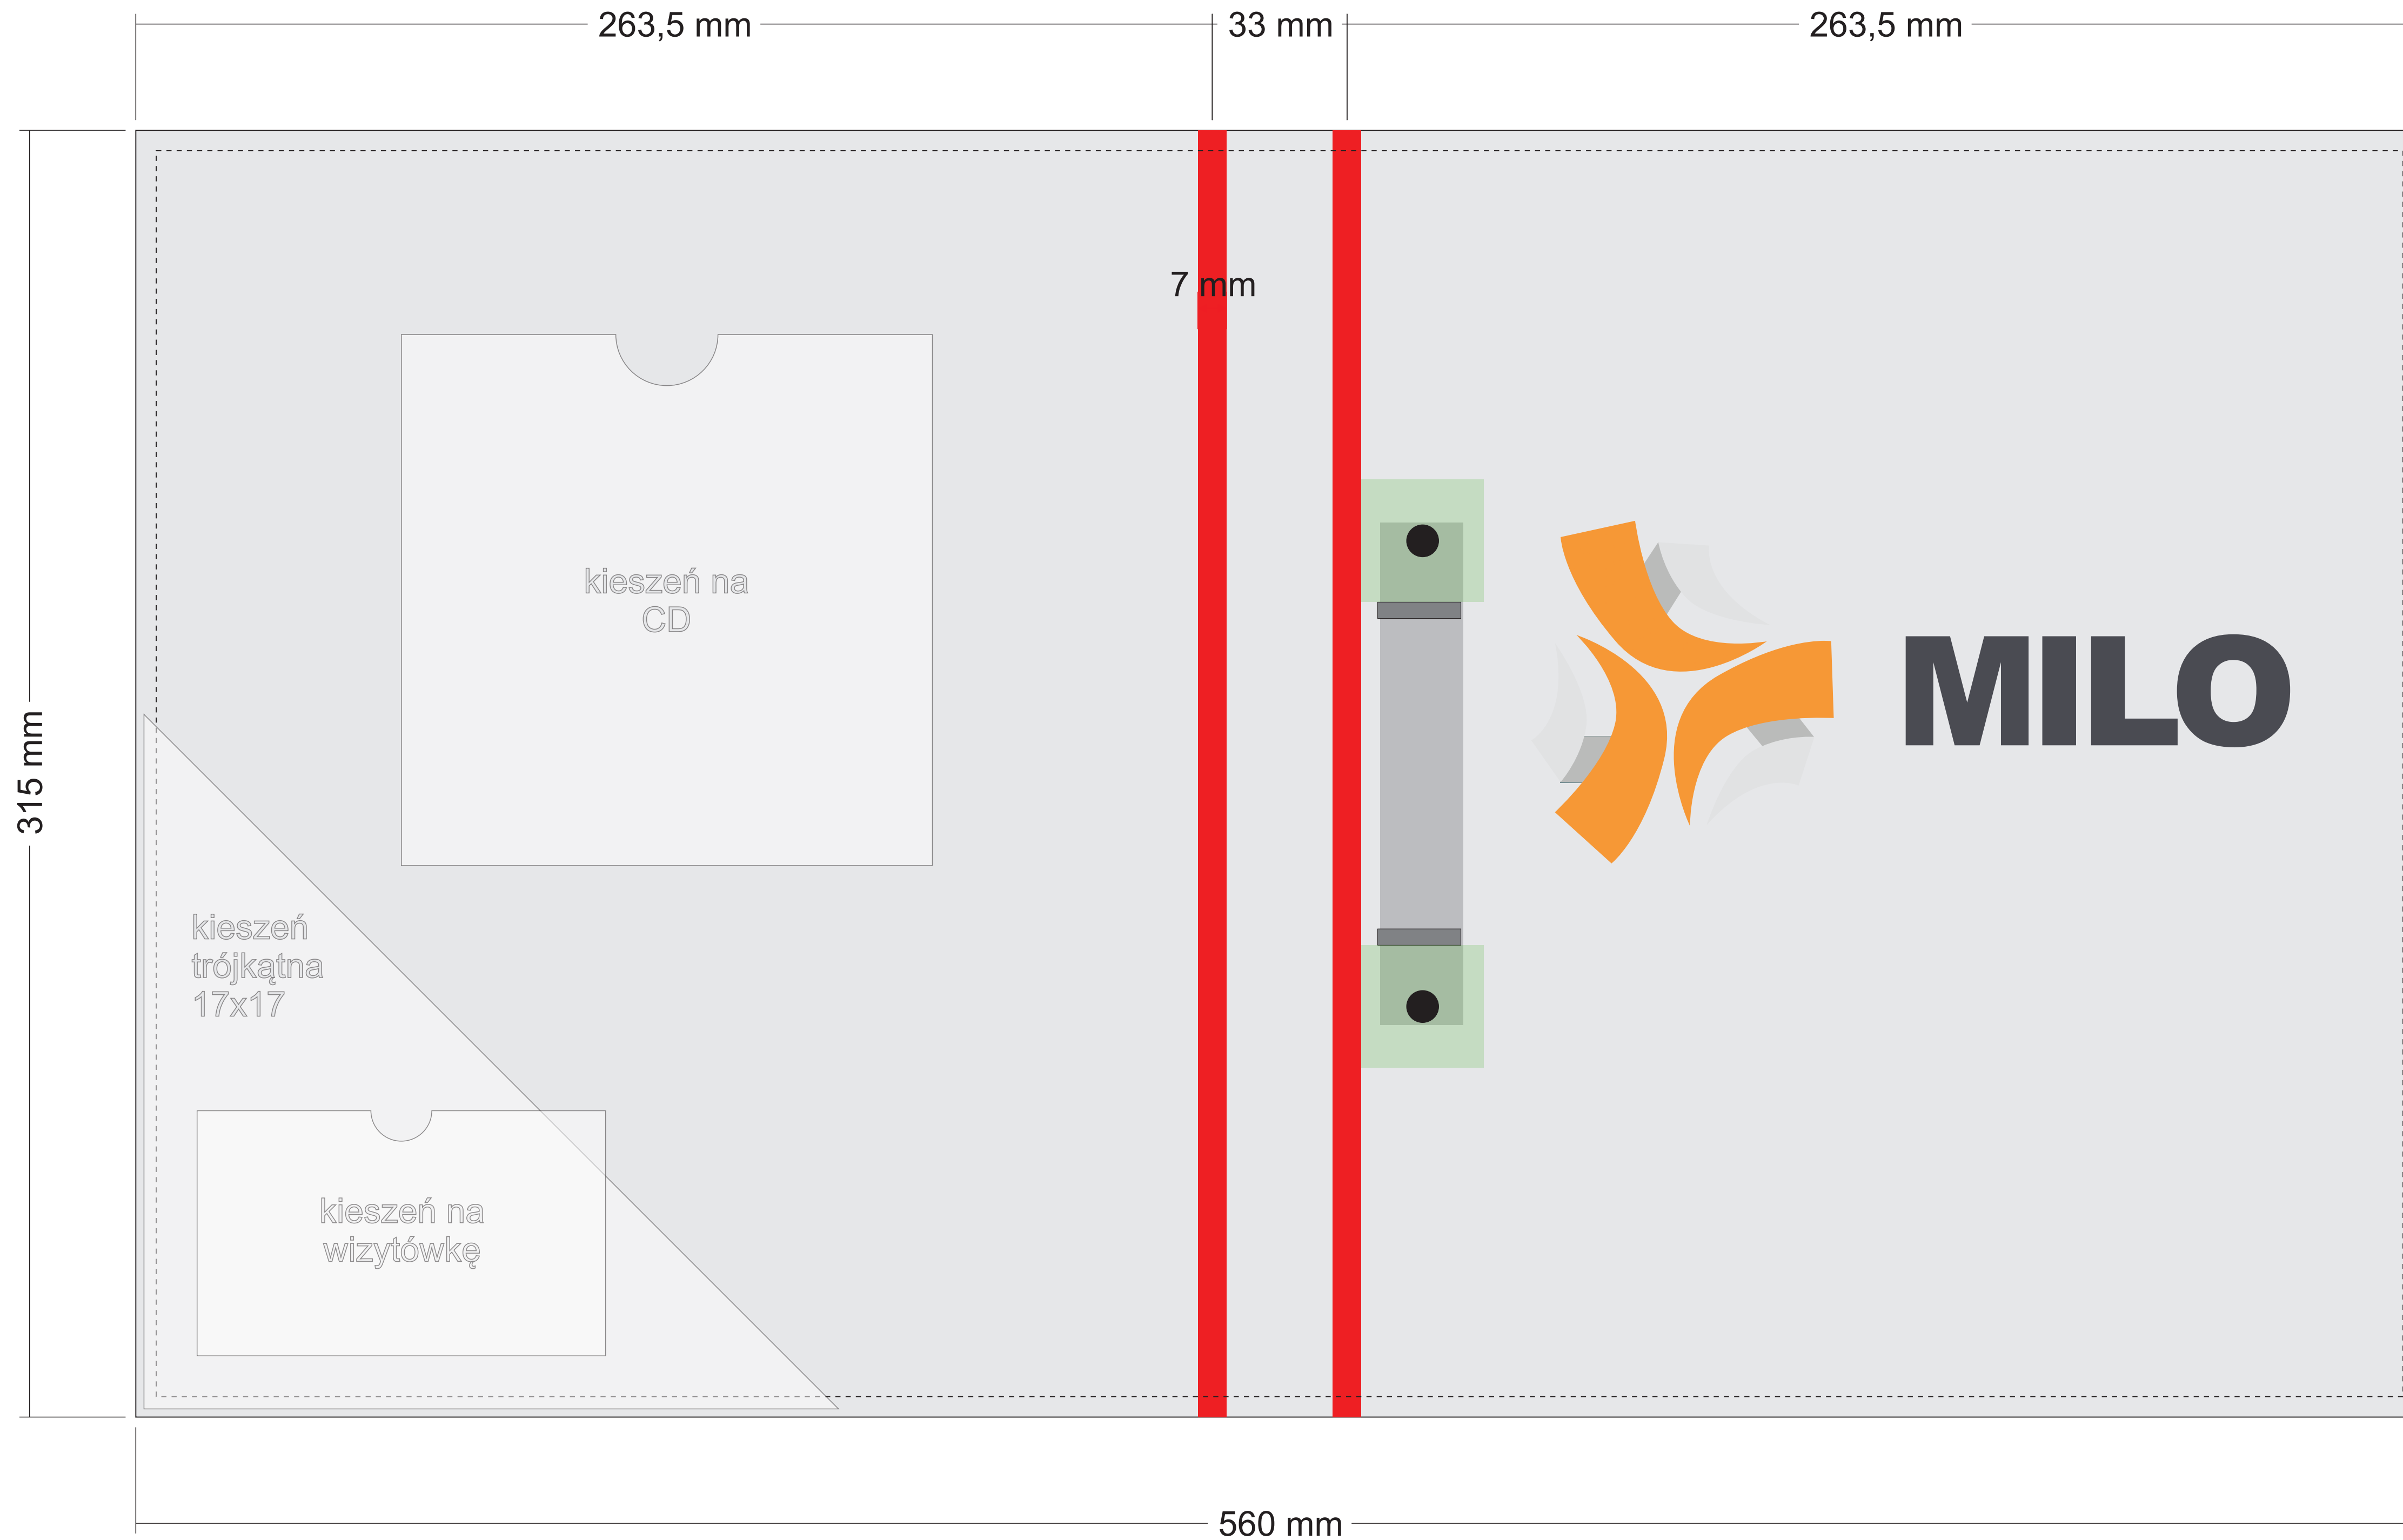 263,5 mm
33 mm
263,5 mm
7 mm
kieszeń na
CD
MILO
315 mm
kieszeń
trójkątna
17x17
kieszeń na
wizytówkę
560 mm